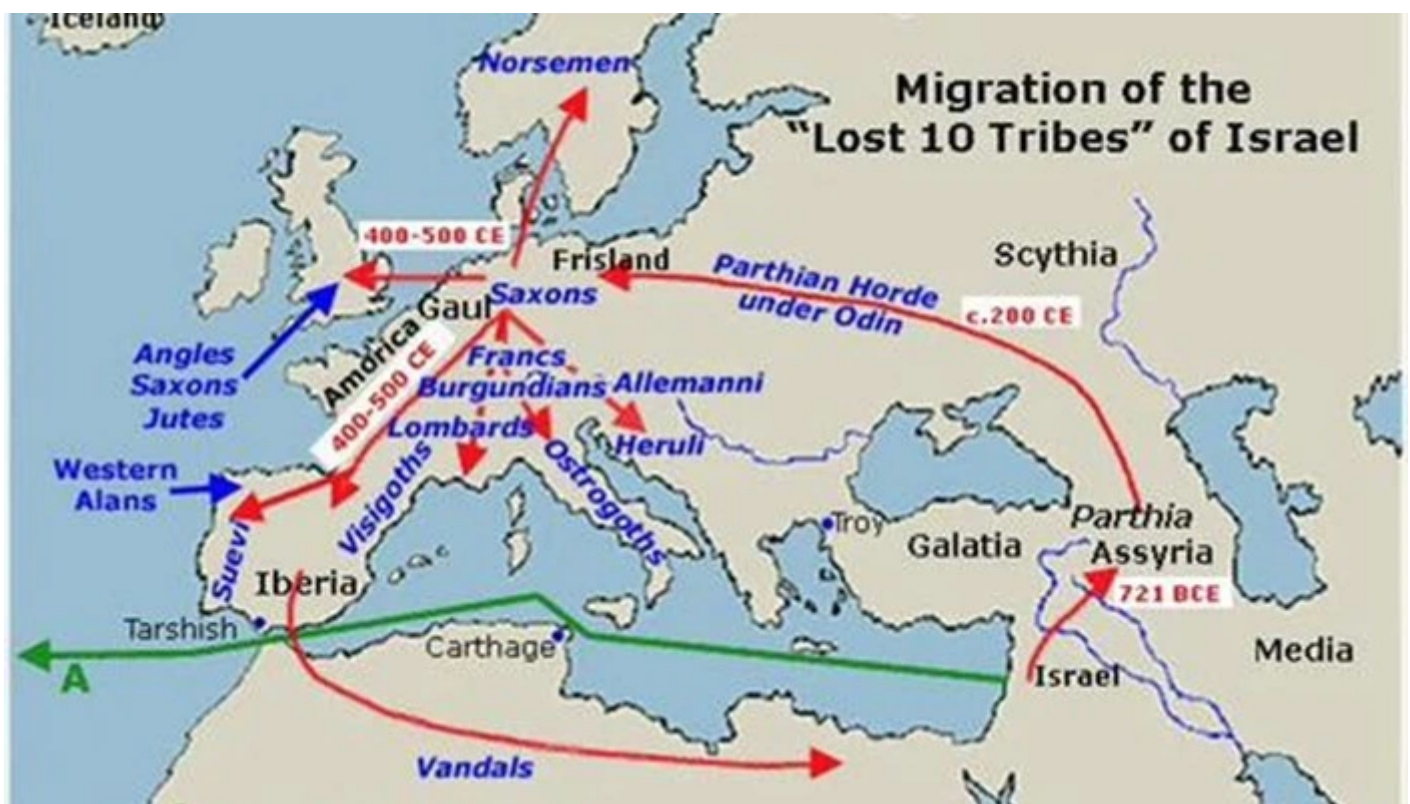 Iceland
Norsemen
Migration of the
“Lost 10 Tribes” of Israel
400-500 CE
Frisland
Scythia
Parthian Horde
under Odin
c.200 CE
Saxons
Gaul
Amorica
400-500 CE
Angles
Saxons
Jutes
Francs
Burgundians
Allemanni
Lombards
Heruli
Western
Alans
Visigoths
Ostrogoths
Suevi
Iberia
Troy
Galatia
Parthia
Assyria
721 BCE
Tarshish
Carthage
Israel
Media
A
Vandals